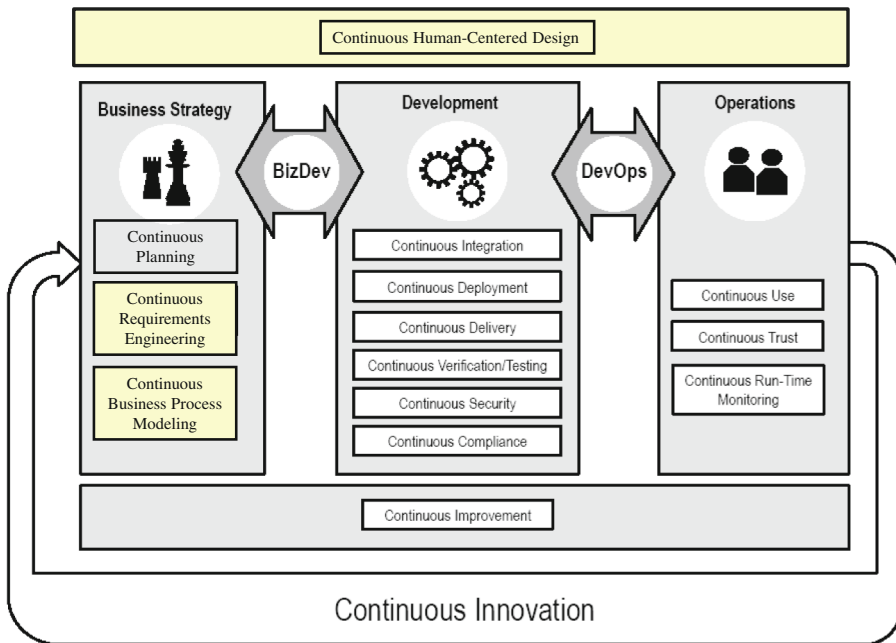 Continuous Human-Centered Design
Business Strategy
Continuous
Planning
Continuous
Requirements
Engineering
Continuous
Business Process
Modeling
BizDev
Development
Continuous Integration
Continuous Deployment
Continuous Delivery
Continuous Verification/Testing
Continuous Security
Continuous Compliance
DevOps
Operations
Continuous Use
Continuous Trust
Continuous Run-Time
Monitoring
Continuous Improvement
Continuous Innovation